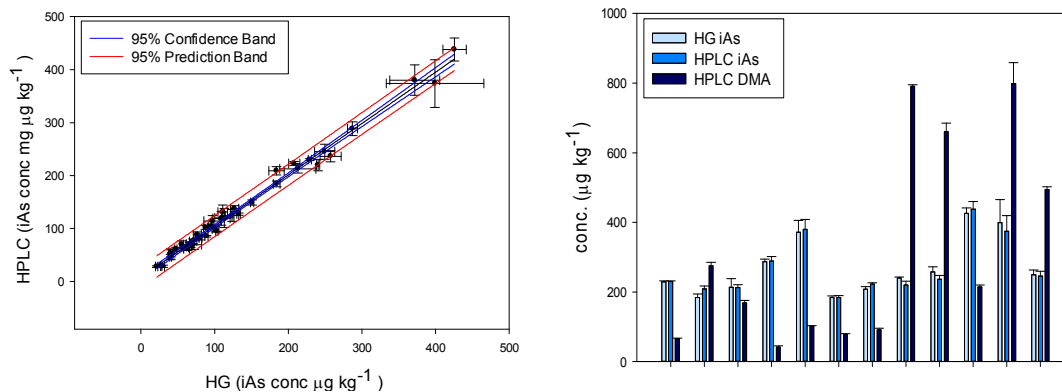 500
400
300
200
100
0
HPLC (iAs conc mg µg kg-1)
95% Confidence Band
95% Prediction Band
0 100 200 300 400 500
HG (iAs conc µg kg-1)
1000
800
600
400
200
0
conc. (µg kg-1)
HG iAs
HPLC iAs
HPLC DMA